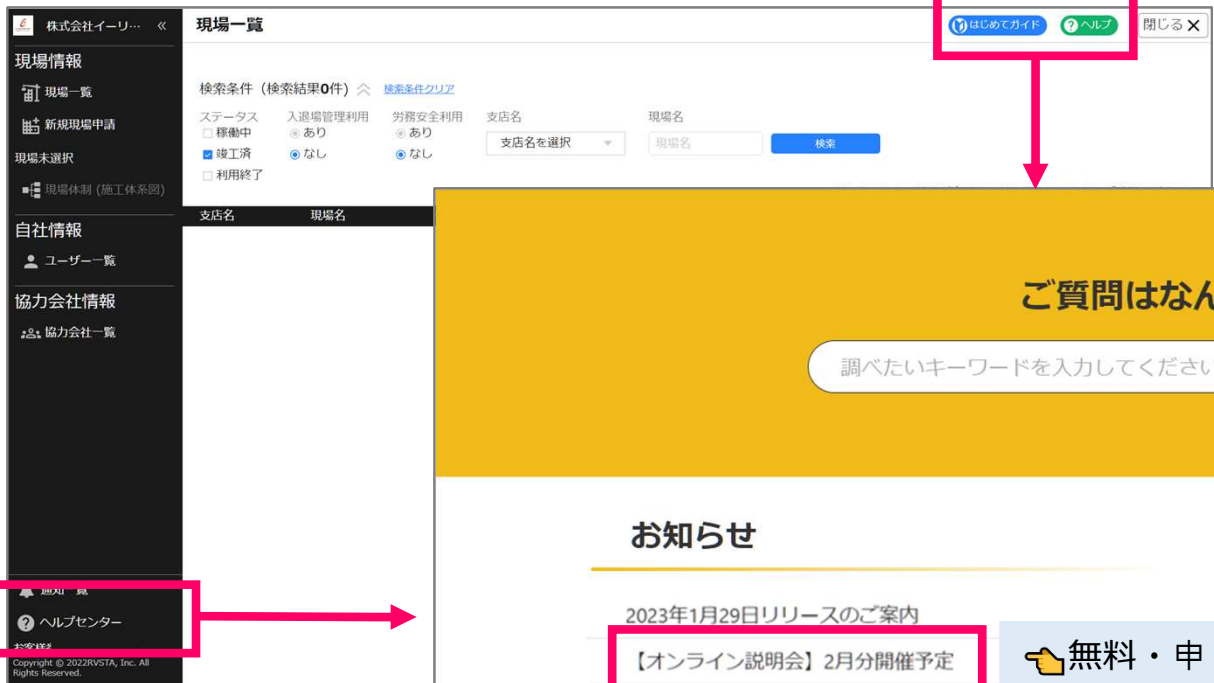 株式会社イーリ… «
現場一覧
はじめてガイド
ヘルプ
閉じる
現場情報
現場一覧
新規現場申請
現場未選択
現場体制 (施工体系図)
自社情報
ユーザー一覧
協力会社情報
協力会社一覧
検索条件 (検索結果0件)
検索条件クリア
ステータス 入退場管理利用 労務安全利用 支店名 現場名
稼働中 あり あり
支店名を選択 現場名 検索
竣工済 なし なし
利用終了
支店名 現場名
ご質問はなん
調べたいキーワードを入力してください
お知らせ
2023年1月29日リリースのご案内
【オンライン説明会】2月分開催予定
無料・申
通知一覧
ヘルプセンター
Copyright © 2022RVSTA, Inc. All
Rights Reserved.